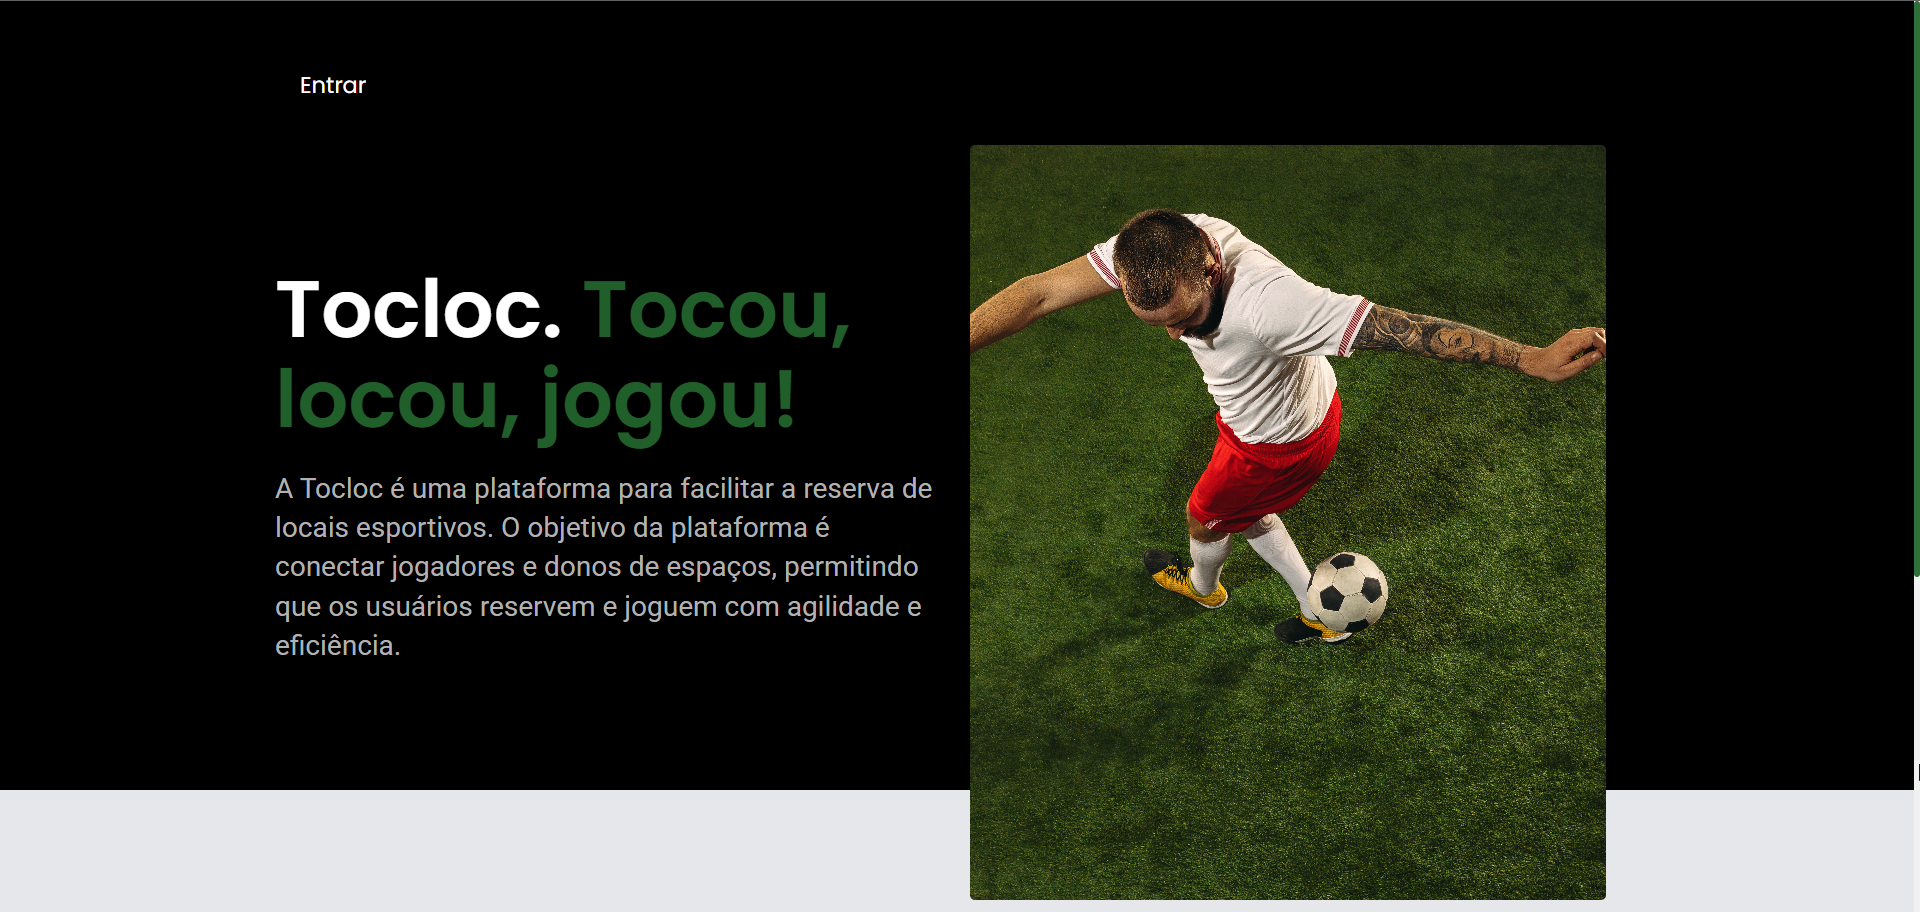 Entrar
Tocloc. Tocou,
locou, jogou!
A Tocloc é uma plataforma para facilitar a reserva de
locais esportivos. O objetivo da plataforma é
conectar jogadores e donos de espaços, permitindo
que os usuários reservem e joguem com agilidade e
eficiência.